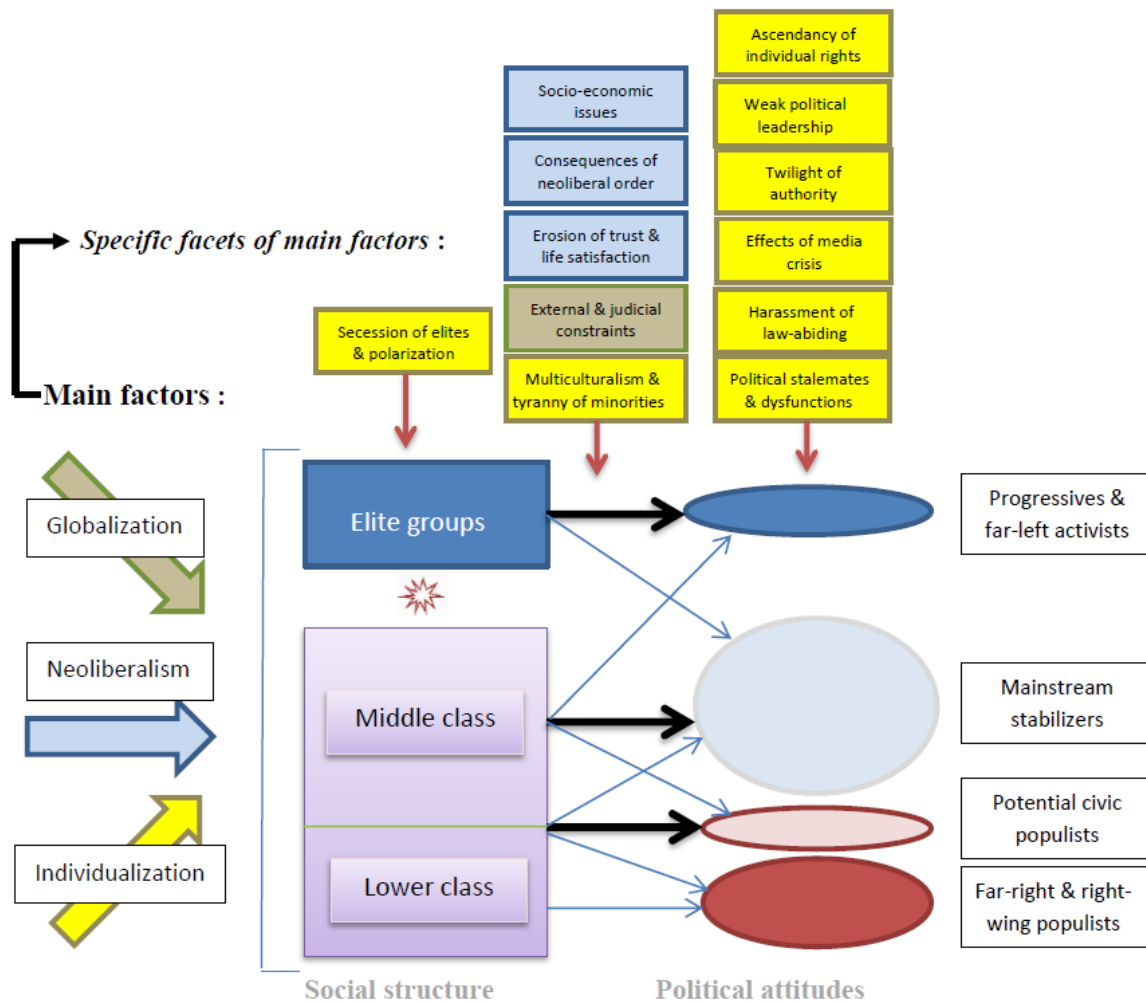 Ascendancy of
individual rights
Socio-economic
issues
Weak political
leadership
Consequences of
neoliberal order
Twilight of
authority
Specific facets of main factors :
Erosion of trust &
life satisfaction
Effects of media
crisis
Secession of elites
& polarization
External & judicial
constraints
Harassment of
law-abiding
Main factors :
Multiculturalism &
tyranny of minorities
Political stalemates
& dysfunctions
Globalization
Elite groups
Progressives &
far-left activists
Neoliberalism
Middle class
Mainstream
stabilizers
Individualization
Lower class
Potential civic
populists
Far-right & right-
wing populists
Social structure
Political attitudes